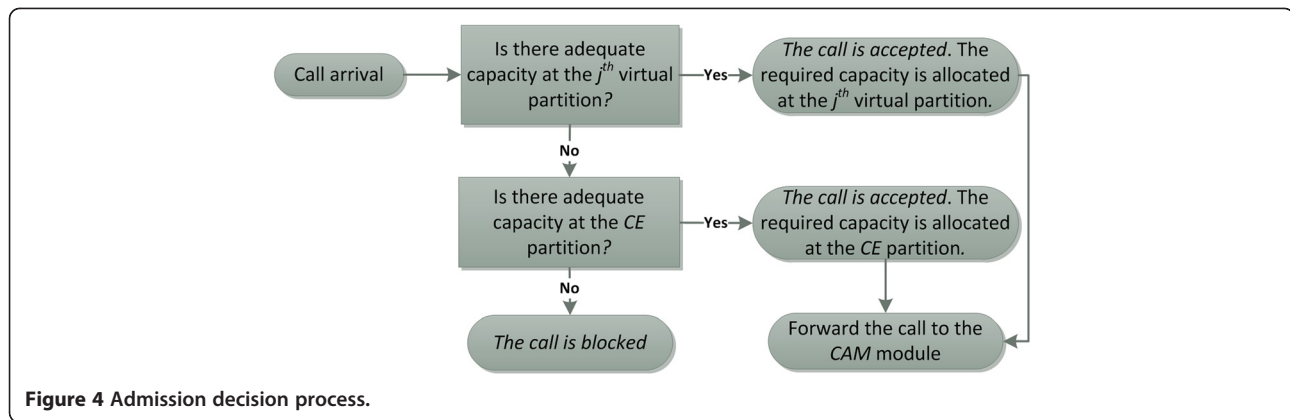 Call arrival
Is there adequate
capacity at the jth virtual
partition?
Yes
The call is accepted. The
required capacity is allocated
at the jth virtual partition.
No
Is there adequate
capacity at the CE
partition?
Yes
The call is accepted. The
required capacity is allocated
at the CE partition.
No
The call is blocked
Forward the call to the
CAM module
Figure 4 Admission decision process.